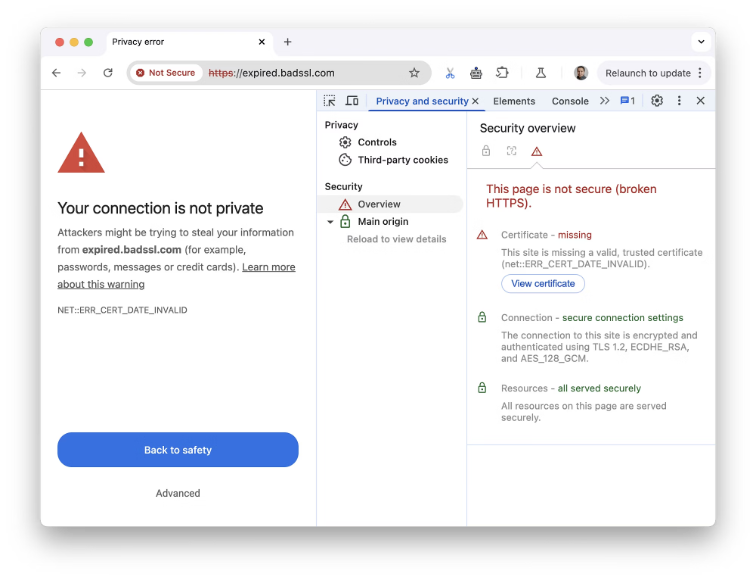 Privacy error
Not Secure https://expired.badssl.com
Relaunch to update
Privacy and security Elements Console 1
Your connection is not private
Attackers might be trying to steal your information
from expired.badssl.com (for example,
passwords, messages or credit cards). Learn more
about this warning
NET::ERR_CERT_DATE_INVALID
Back to safety
Advanced
Privacy
Controls
Third-party cookies
Security
Overview
Main origin
Reload to view details
Security overview
This page is not secure (broken
HTTPS).
Certificate - missing
This site is missing a valid, trusted certificate
(net::ERR_CERT_DATE_INVALID).
View certificate
Connection - secure connection settings
The connection to this site is encrypted and
authenticated using TLS 1.2, ECDHE_RSA,
and AES_128_GCM.
Resources - all served securely
All resources on this page are served
securely.